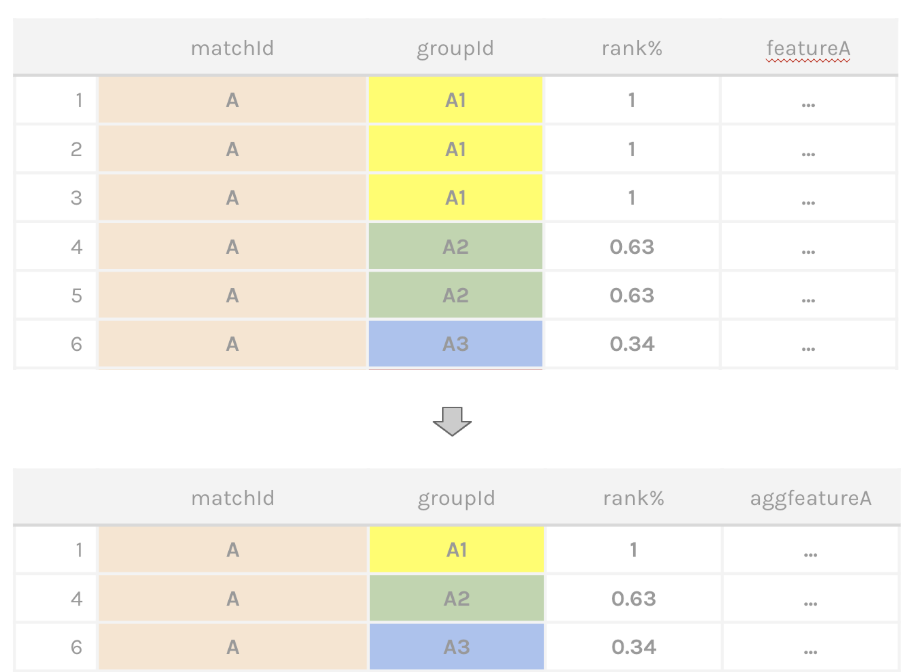 matchId groupId rank% featureA
1 A A1 1 ...
2 A A1 1 ...
3 A A1 1 ...
4 A A2 0.63 ...
5 A A2 0.63 ...
6 A A3 0.34 ...
matchId groupId rank% aggfeatureA
1 A A1 1 ...
4 A A2 0.63 ...
6 A A3 0.34 ...